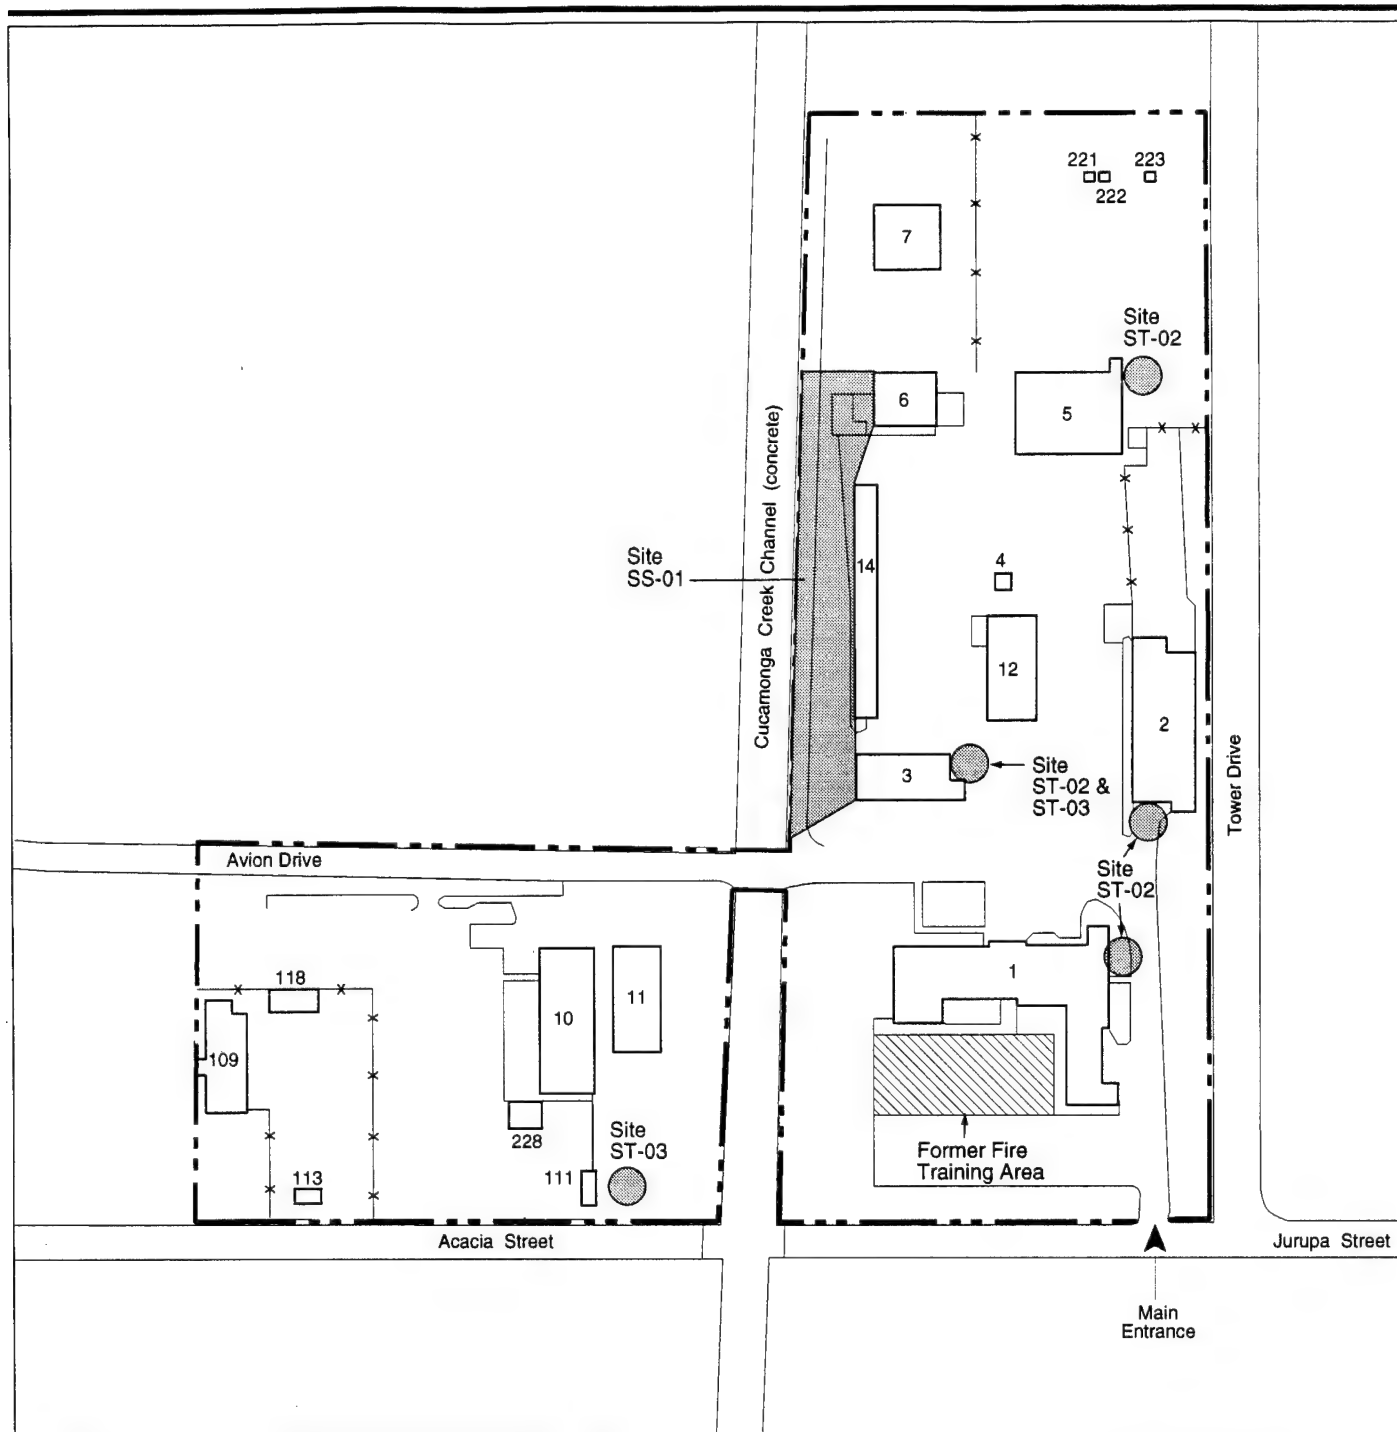 221
223
222
7
Site
ST-02
6
5
Cucamonga Creek Channel (concrete)
Site
SS-01
14
4
12
2
Tower Drive
3
Site
ST-02 &
ST-03
Avion Drive
Site
ST-02
118
11
1
10
109
228
Site
ST-03
111
113
Former Fire
Training Area
Acacia Street
Jurupa Street
Main
Entrance